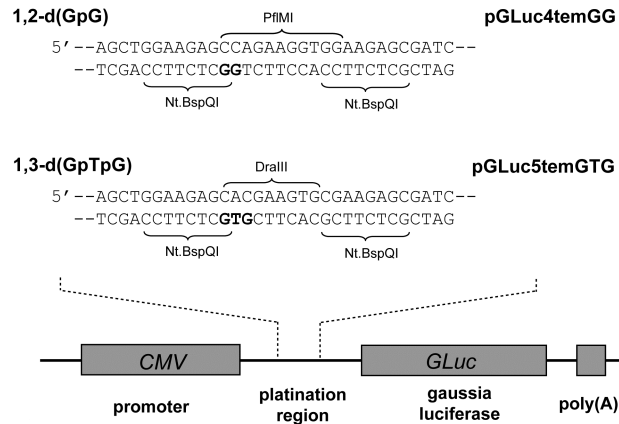 1,2-d(GpG) PflMI pGLuc4temGG
5′ --AGCTGGAAGAGCCAGAAGGTGGAAGAGCGATC--
--TCGACCTTCTCGGTCTTCCACCTTCTCGCTAG
Nt.BspQI Nt.BspQI
1,3-d(GpTpG) DraIII pGLuc5temGTG
5′ --AGCTGGAAGAGCACGAAGTGCGAAGAGCGATC--
--TCGACCTTCTCGTGCTTCACGCTTCTCGCTAG
Nt.BspQI Nt.BspQI
CMV GLuc
promoter platination region gaussia luciferase poly(A)